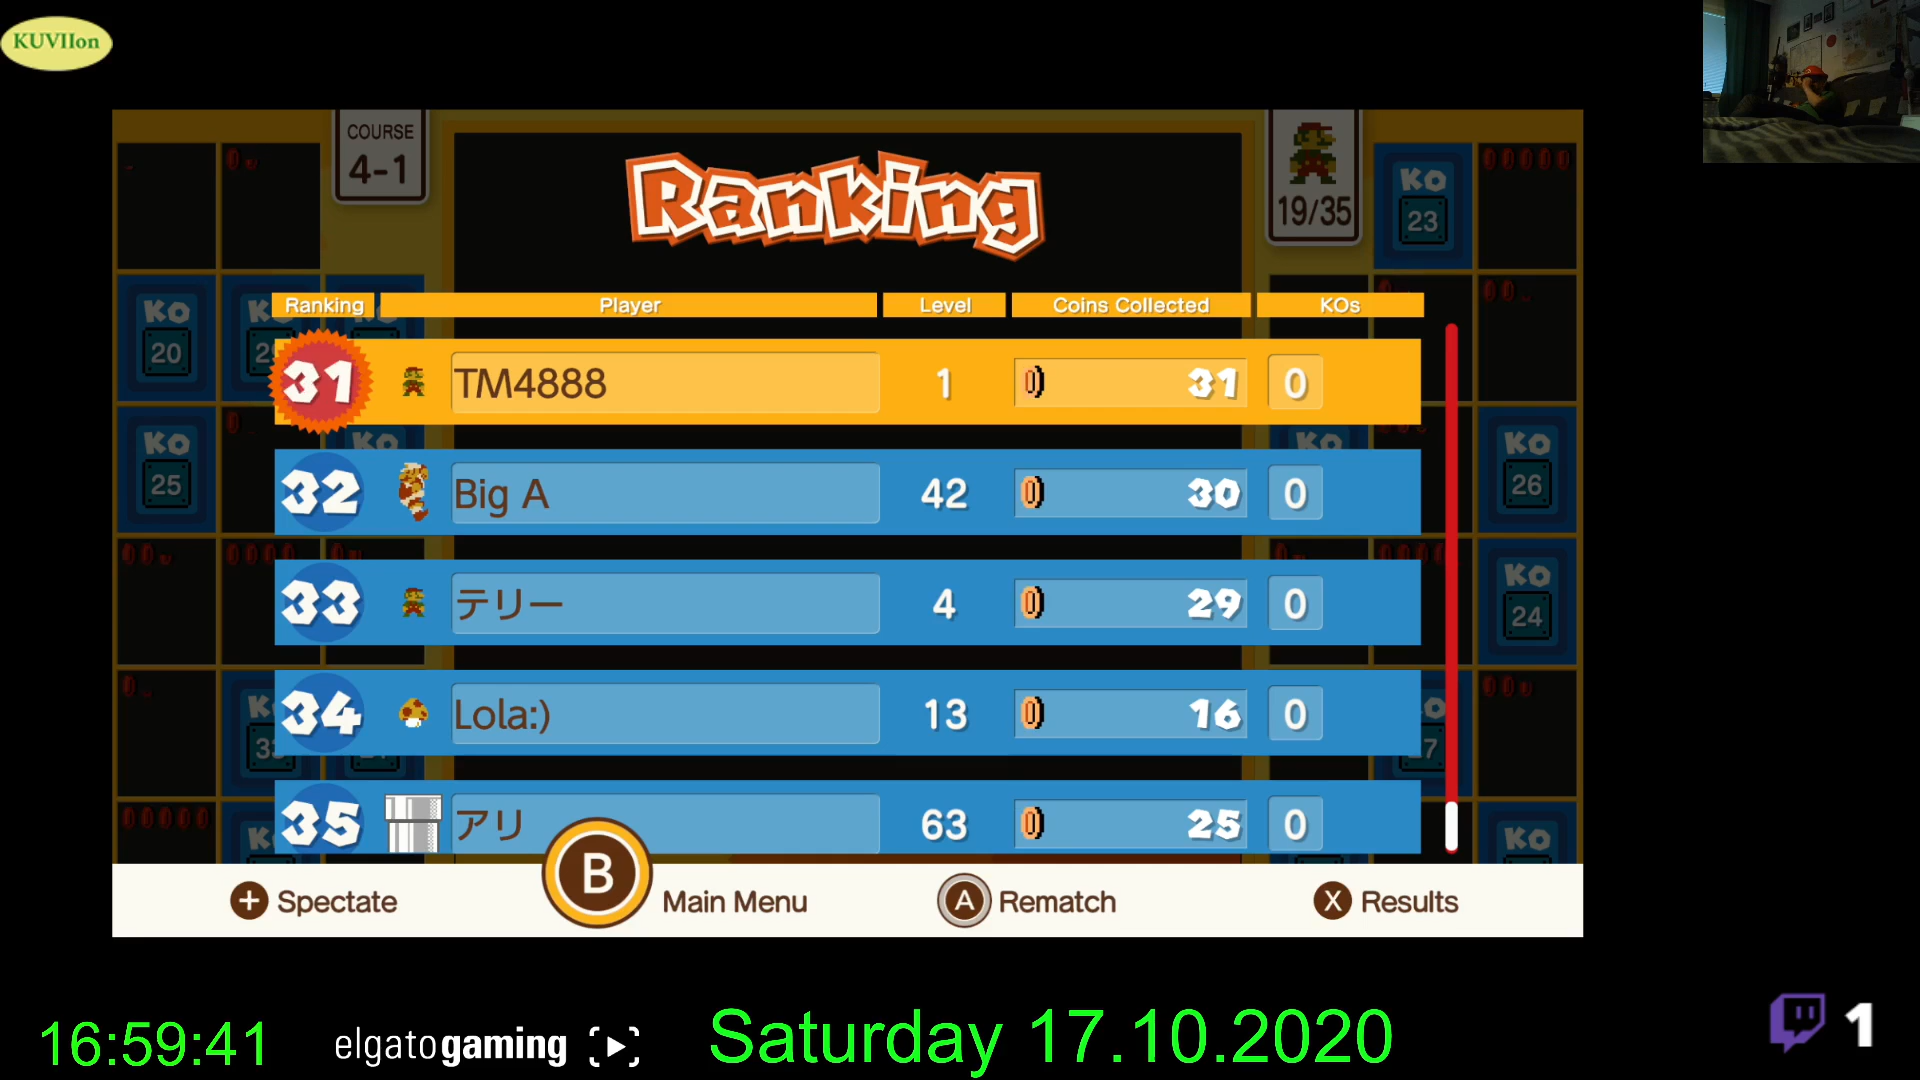 KUVIIon
COURSE
4-1
Ranking
19/35
KO
23
KO
20
KO
25
KO
26
KO
24
KO
Ranking Player Level Coins Collected KOs
31 TM4888 1 31 0
32 Big A 42 30 0
33 テリー 4 29 0
34 Lola:) 13 16 0
35 アリ 63 25 0
+ Spectate B Main Menu A Rematch X Results
16:59:41 elgatogaming Saturday 17.10.2020 1